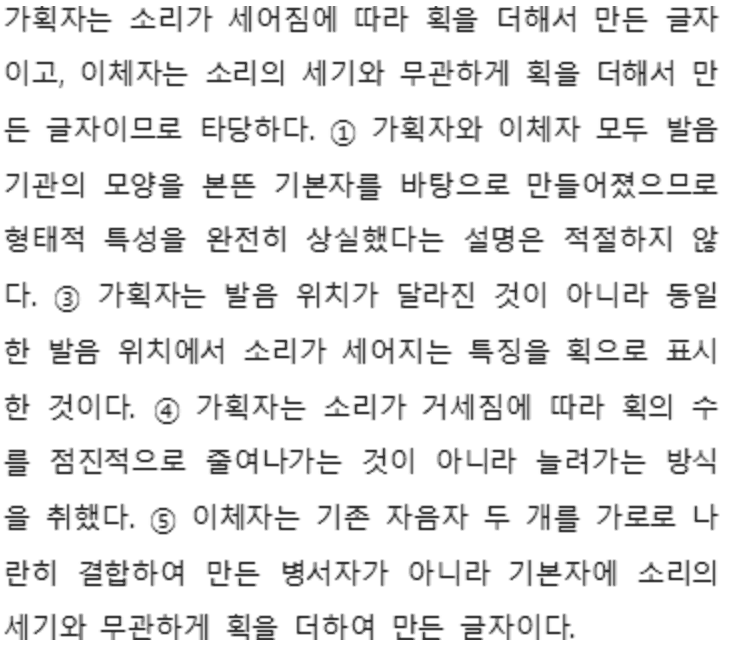 가획자는 소리가 세어짐에 따라 획을 더해서 만든 글자
이고, 이체자는 소리의 세기와 무관하게 획을 더해서 만
든 글자이므로 타당하다. ① 가획자와 이체자 모두 발음
기관의 모양을 본뜬 기본자를 바탕으로 만들어졌으므로
형태적 특성을 완전히 상실했다는 설명은 적절하지 않
다. ③ 가획자는 발음 위치가 달라진 것이 아니라 동일
한 발음 위치에서 소리가 세어지는 특징을 획으로 표시
한 것이다. ④ 가획자는 소리가 거세짐에 따라 획의 수
를 점진적으로 줄여나가는 것이 아니라 늘려가는 방식
을 취했다. ⑤ 이체자는 기존 자음자 두 개를 가로로 나
란히 결합하여 만든 병서자가 아니라 기본자에 소리의
세기와 무관하게 획을 더하여 만든 글자이다.